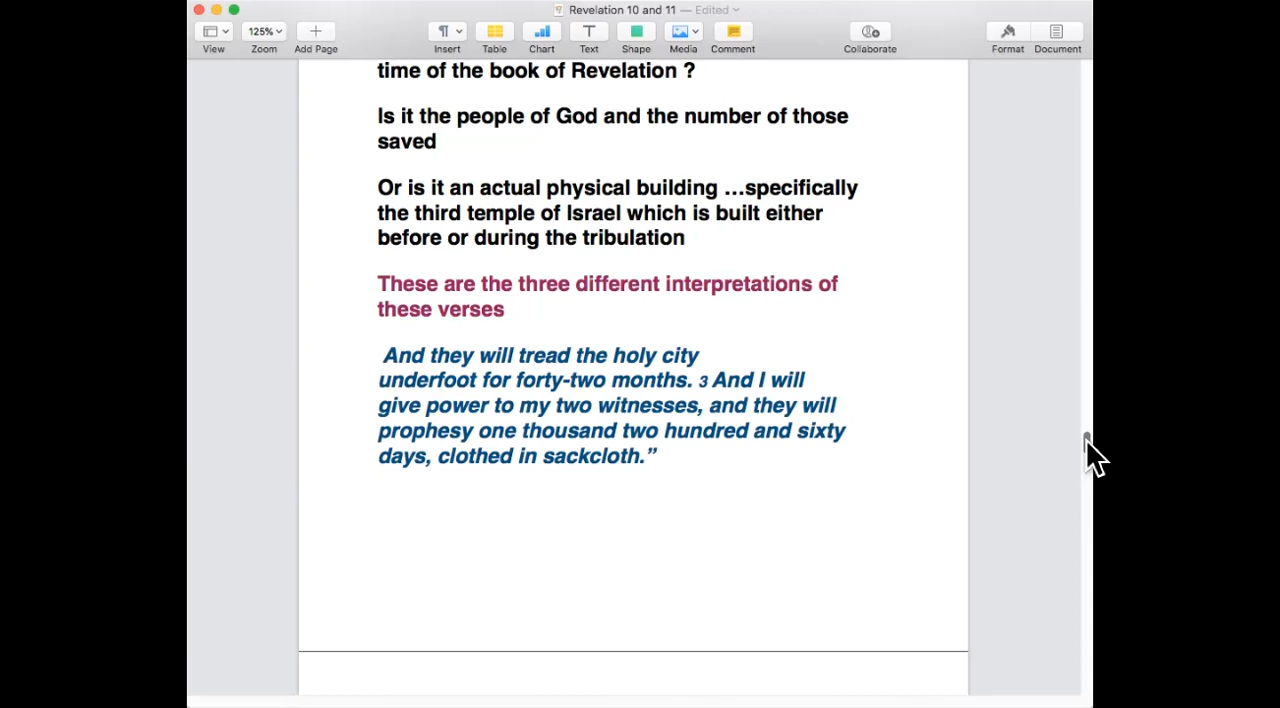 Revelation 10 and 11 — Edited
125%
View
Zoom
Add Page
Insert
Table
Chart
Text
Shape
Media
Comment
Collaborate
Format
Document
time of the book of Revelation ?
Is it the people of God and the number of those
saved
Or is it an actual physical building ...specifically
the third temple of Israel which is built either
before or during the tribulation
These are the three different interpretations of
these verses
And they will tread the holy city
underfoot for forty-two months. 3 And I will
give power to my two witnesses, and they will
prophesy one thousand two hundred and sixty
days, clothed in sackcloth.”